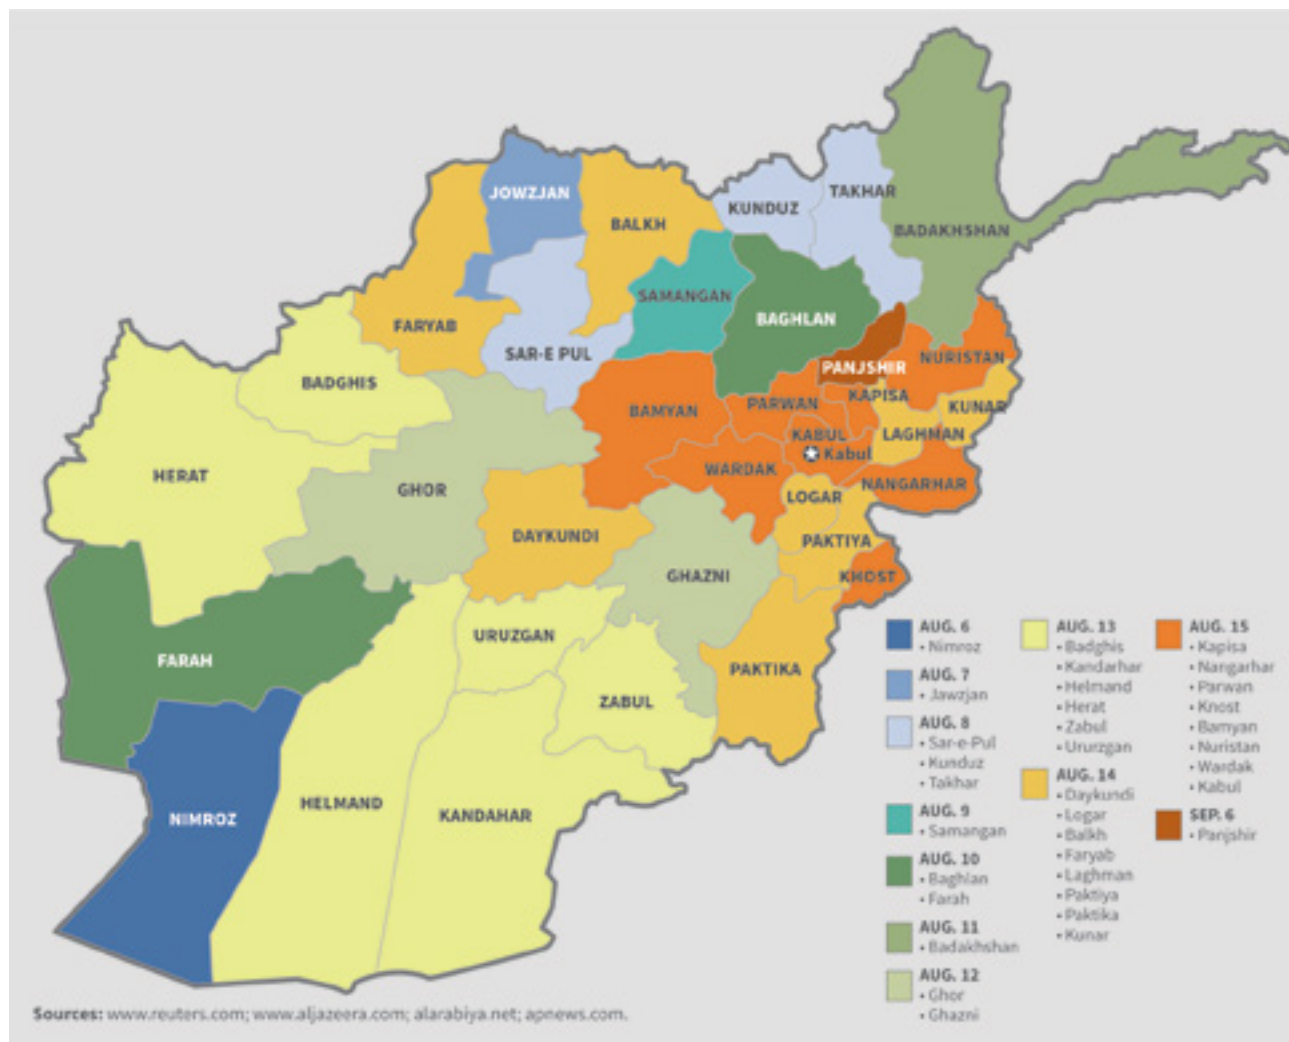 JOWZJAN
BALKH
KUNDUZ
TAKHAR
BADAKHSHAN
SAMANGAN
BAGHLAN
FARYAB
SAR-E PUL
PANJSHIR
NURISTAN
BADGHIS
KAPISA
KUNAR
BAMYAN
PARWAN
LAGHMAN
KABUL
Kabul
HERAT
GHOR
WARDAK
NANGARHAR
LOGAR
DAYKUNDI
PAKTIYA
GHAZNI
KHOST
URUZGAN
FARAH
PAKTIKA
ZABUL
HELMAND
KANDAHAR
NIMROZ
AUG. 6
• Nimroz
AUG. 7
• Jawzjan
AUG. 8
• Sar-e-Pul
• Kunduz
• Takhar
AUG. 9
• Samangan
AUG. 10
• Baghlan
• Farah
AUG. 11
• Badakhshan
AUG. 12
• Ghor
• Ghazni
AUG. 13
• Badghis
• Kandarhar
• Helmand
• Herat
• Zabul
• Ururzgan
AUG. 14
• Daykundi
• Logar
• Balkh
• Faryab
• Laghman
• Paktiya
• Paktika
• Kunar
AUG. 15
• Kapisa
• Nangarhar
• Parwan
• Knost
• Bamyan
• Nuristan
• Wardak
• Kabul
SEP. 6
• Panjshir
Sources: www.reuters.com; www.aljazeera.com; alarabiya.net; apnews.com.